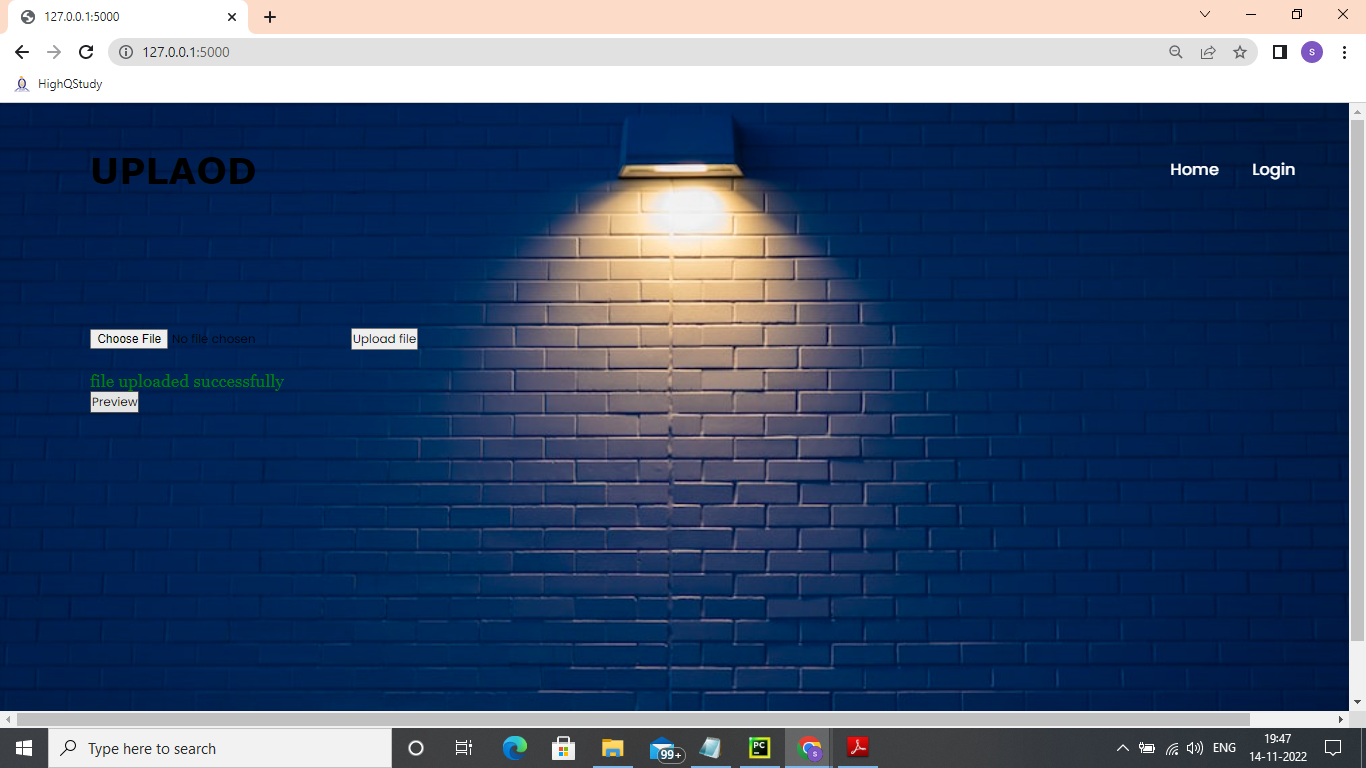 127.0.0.1:5000
127.0.0.1:5000
S
HighQStudy
UPLAOD
Home
Login
Choose File No file chosen
Upload file
file uploaded successfully
Preview
Type here to search
99+
PC
S
ENG
19:47
14-11-2022